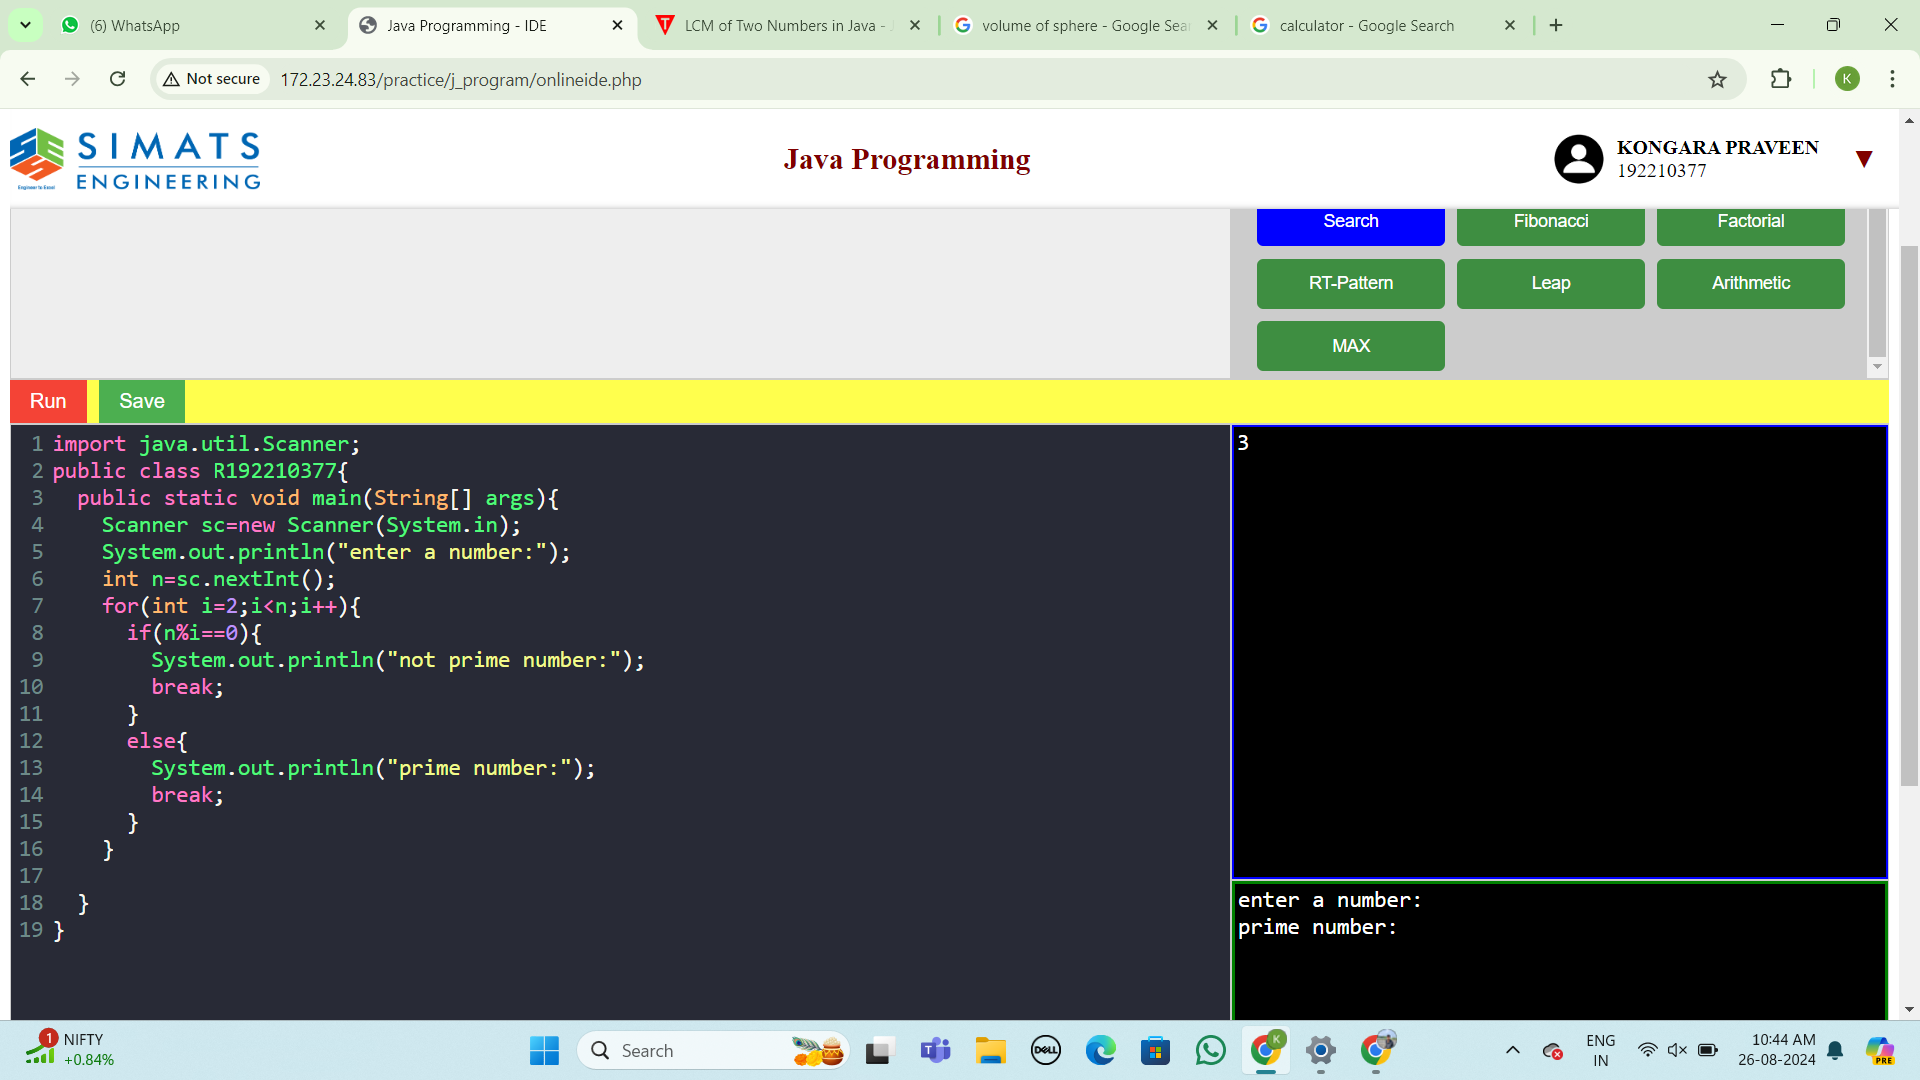 (6) WhatsApp
Java Programming - IDE
LCM of Two Numbers in Java -
volume of sphere - Google Sea
calculator - Google Search
Not secure
172.23.24.83/practice/j_program/onlineide.php
K
SIMATS
ENGINEERING
Engineer to Excel
Java Programming
KONGARA PRAVEEN
192210377
Search
Fibonacci
Factorial
RT-Pattern
Leap
Arithmetic
MAX
Run
Save
1 import java.util.Scanner;
2 public class R192210377{
3   public static void main(String[] args){
4     Scanner sc=new Scanner(System.in);
5     System.out.println("enter a number:");
6     int n=sc.nextInt();
7     for(int i=2;i<n;i++){
8       if(n%i==0){
9         System.out.println("not prime number:");
10         break;
11       }
12       else{
13         System.out.println("prime number:");
14         break;
15       }
16     }
17
18   }
19 }
3
enter a number:
prime number:
1
NIFTY
+0.84%
Search
DELL
K
ENG
IN
10:44 AM
26-08-2024
PRE